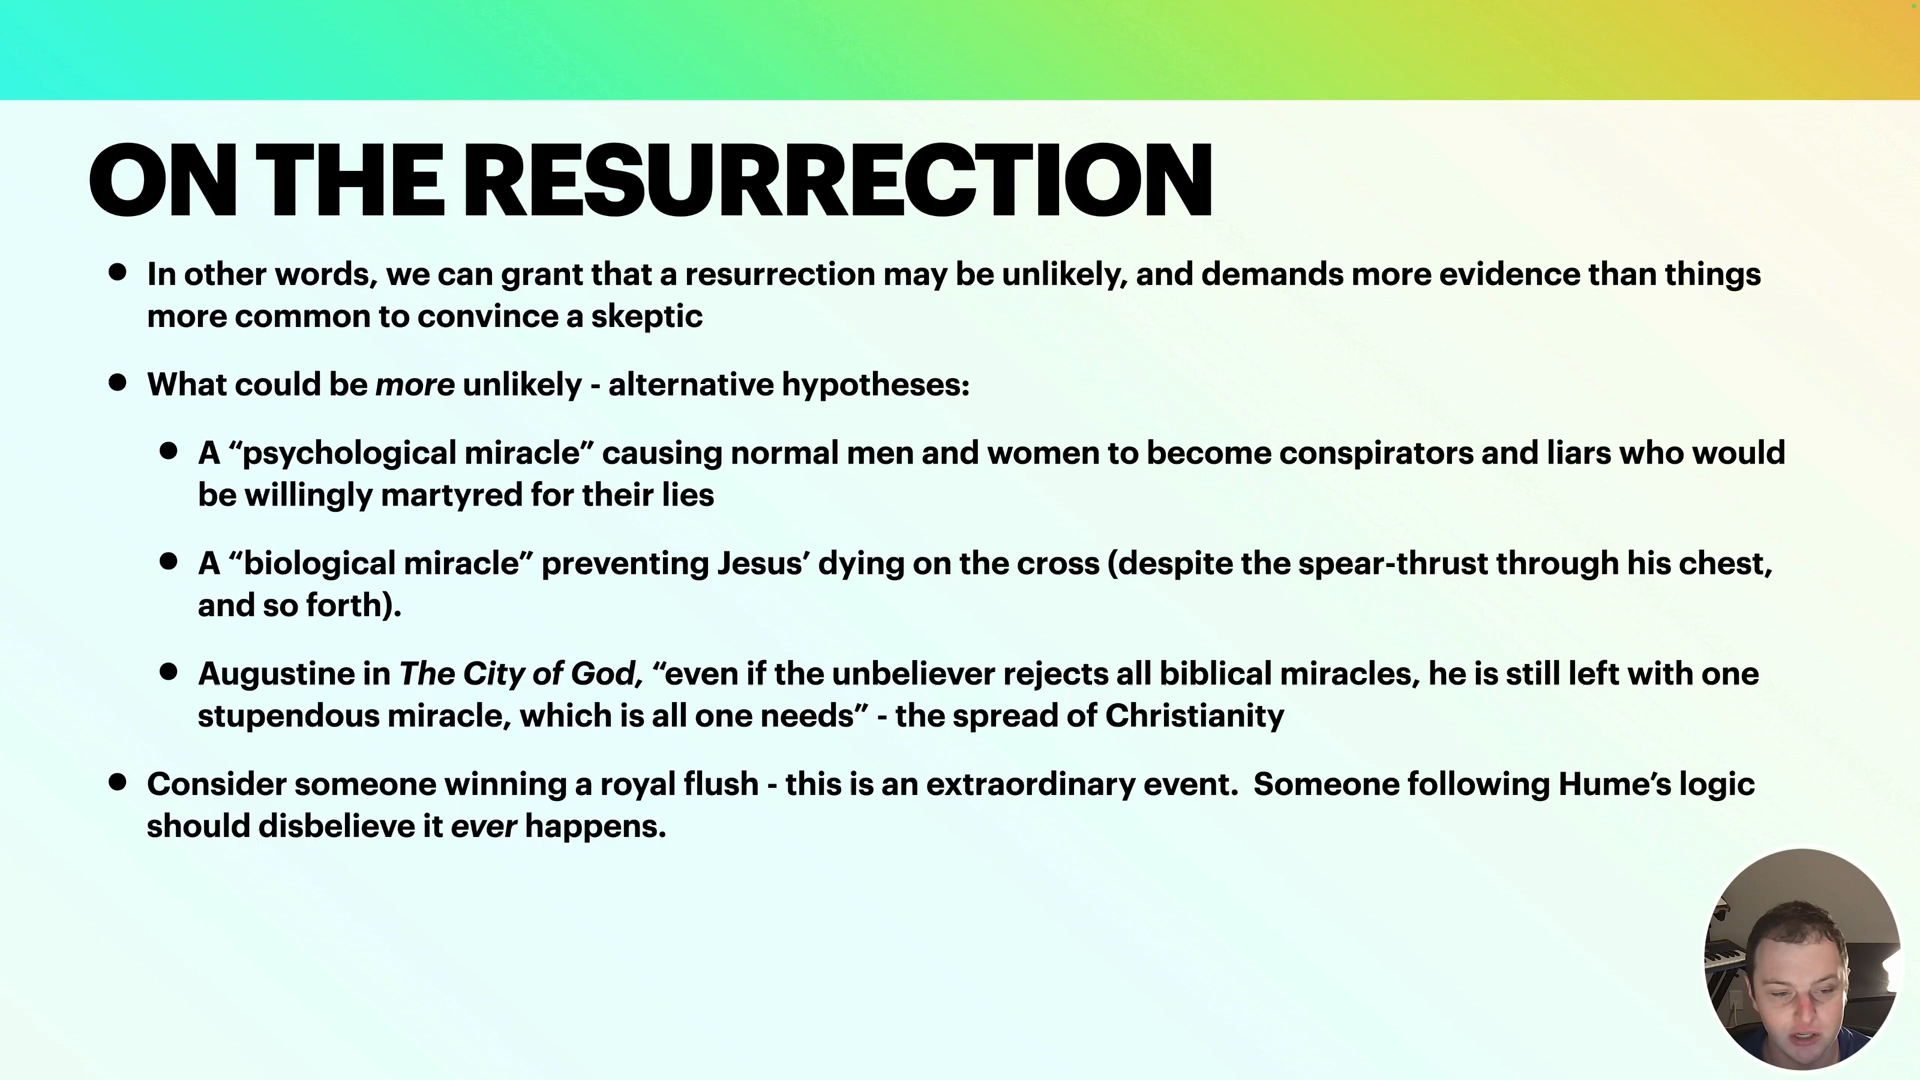 ON THE RESURRECTION
• In other words, we can grant that a resurrection may be unlikely, and demands more evidence than things
more common to convince a skeptic
• What could be more unlikely - alternative hypotheses:
• A “psychological miracle” causing normal men and women to become conspirators and liars who would
be willingly martyred for their lies
• A “biological miracle” preventing Jesus’ dying on the cross (despite the spear-thrust through his chest,
and so forth).
• Augustine in The City of God, “even if the unbeliever rejects all biblical miracles, he is still left with one
stupendous miracle, which is all one needs” - the spread of Christianity
• Consider someone winning a royal flush - this is an extraordinary event.  Someone following Hume’s logic
should disbelieve it ever happens.